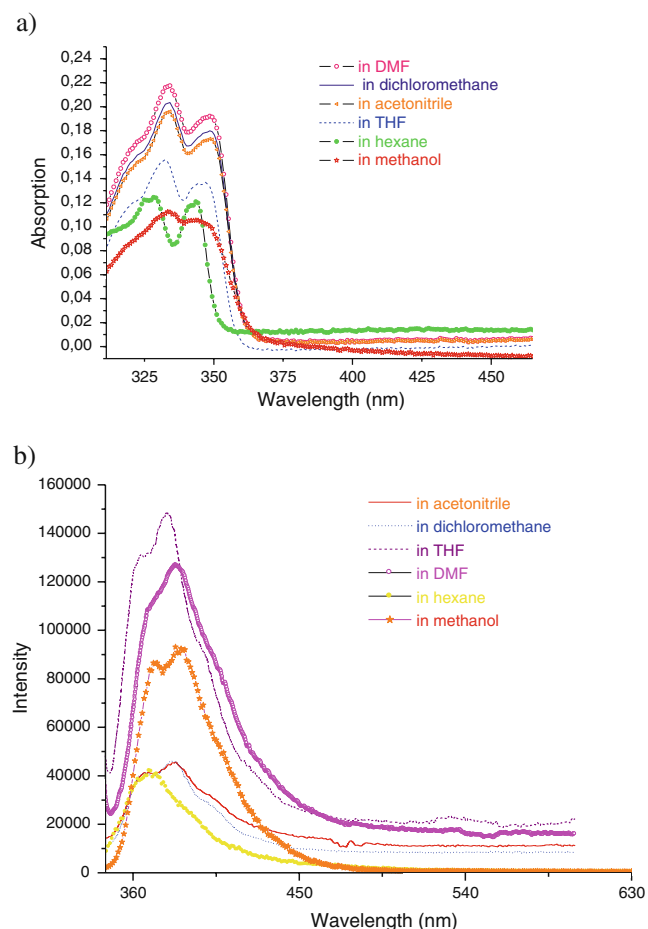 a)
0,24
0,22
0,20
0,18
0,16
0,14
0,12
0,10
0,08
0,06
0,04
0,02
0,00
Absorption
in DMF
in dichloromethane
in acetonitrile
in THF
in hexane
in methanol
325 350 375 400 425 450
Wavelength (nm)
b)
160000
140000
120000
100000
80000
60000
40000
20000
0
Intensity
in acetonitrile
in dichloromethane
in THF
in DMF
in hexane
in methanol
360 450 540 630
Wavelength (nm)